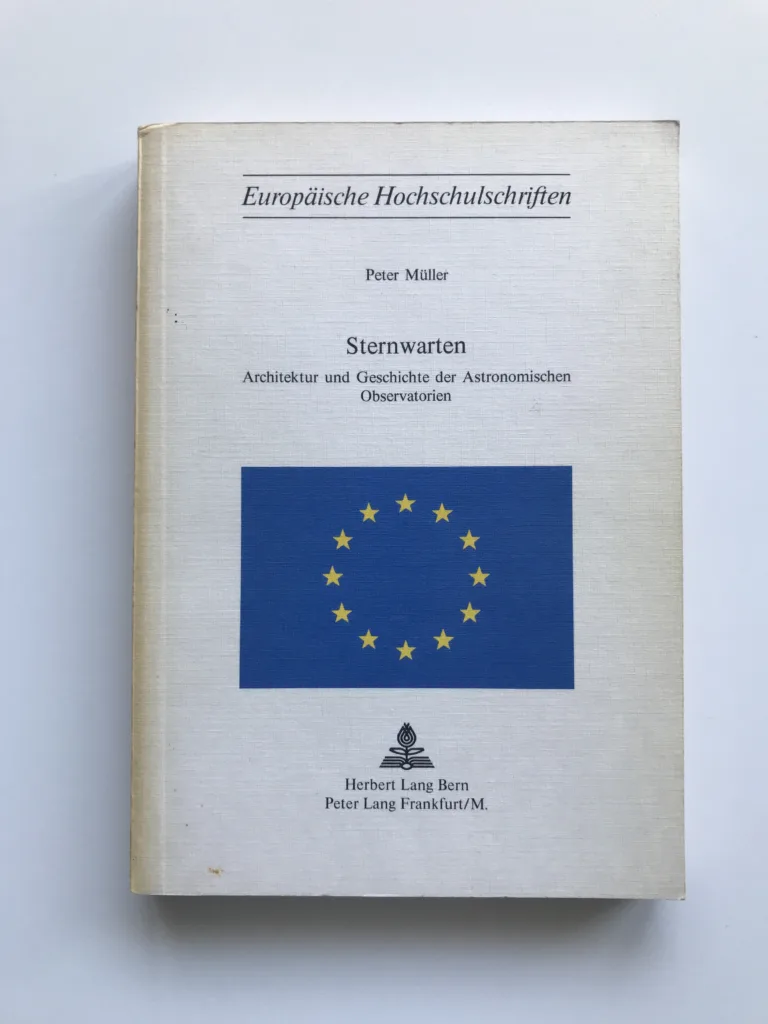 Europäische Hochschulschriften
Peter Müller
Sternwarten
Architektur und Geschichte der Astronomischen
Observatorien
Herbert Lang Bern
Peter Lang Frankfurt/M.